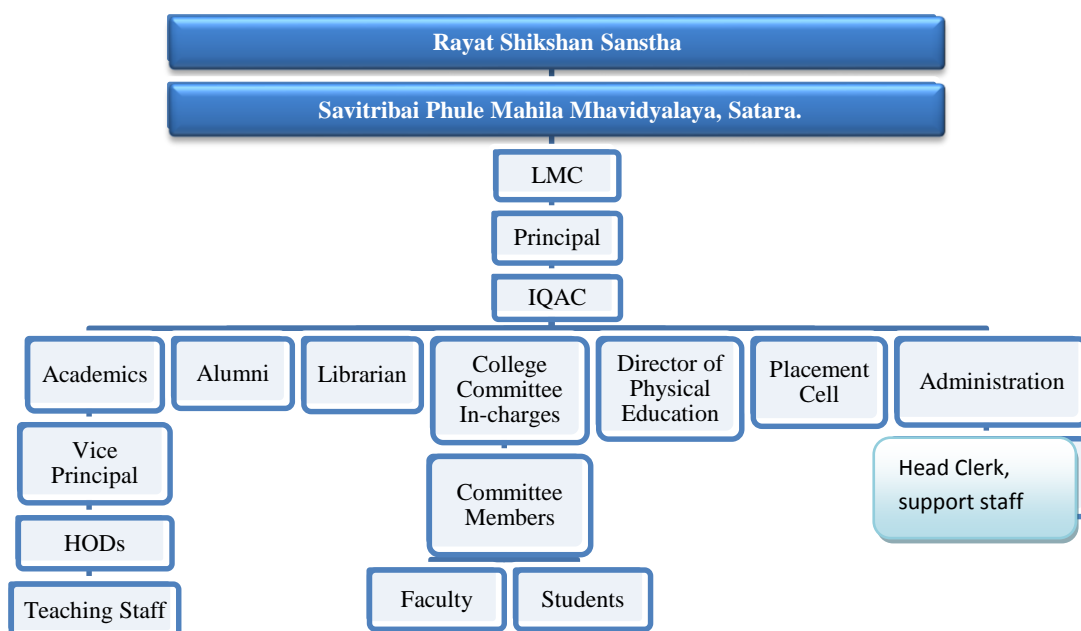 Rayat Shikshan Sanstha
Savitribai Phule Mahila Mhavidyalaya, Satara.
LMC
Principal
IQAC
Academics
Alumni
Librarian
College
Committee
In-charges
Director of
Physical
Education
Placement
Cell
Administration
Vice
Principal
HODs
Teaching Staff
Committee
Members
Faculty
Students
Head Clerk,
support staff